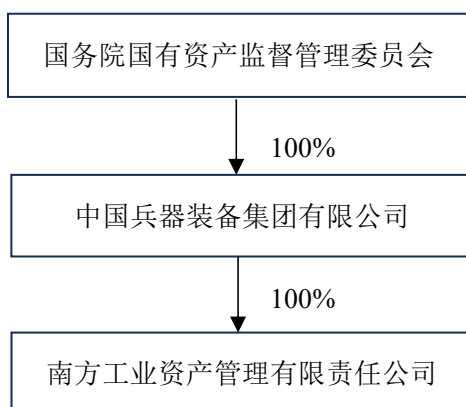 国务院国有资产监督管理委员会
100%
中国兵器装备集团有限公司
100%
南方工业资产管理有限责任公司